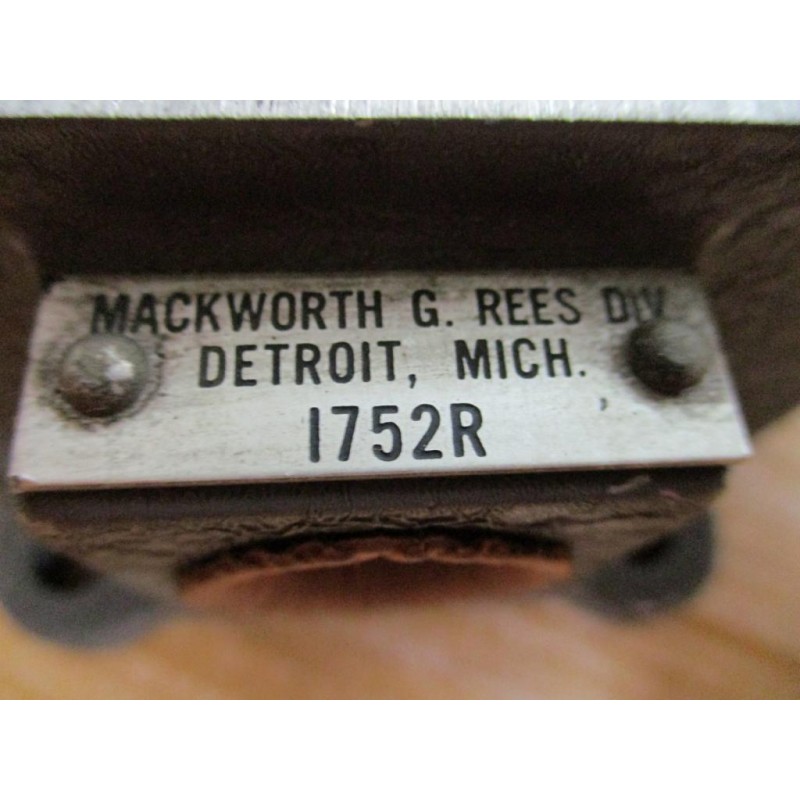 MACKWORTH G. REES DIV.
DETROIT, MICH.
1752R